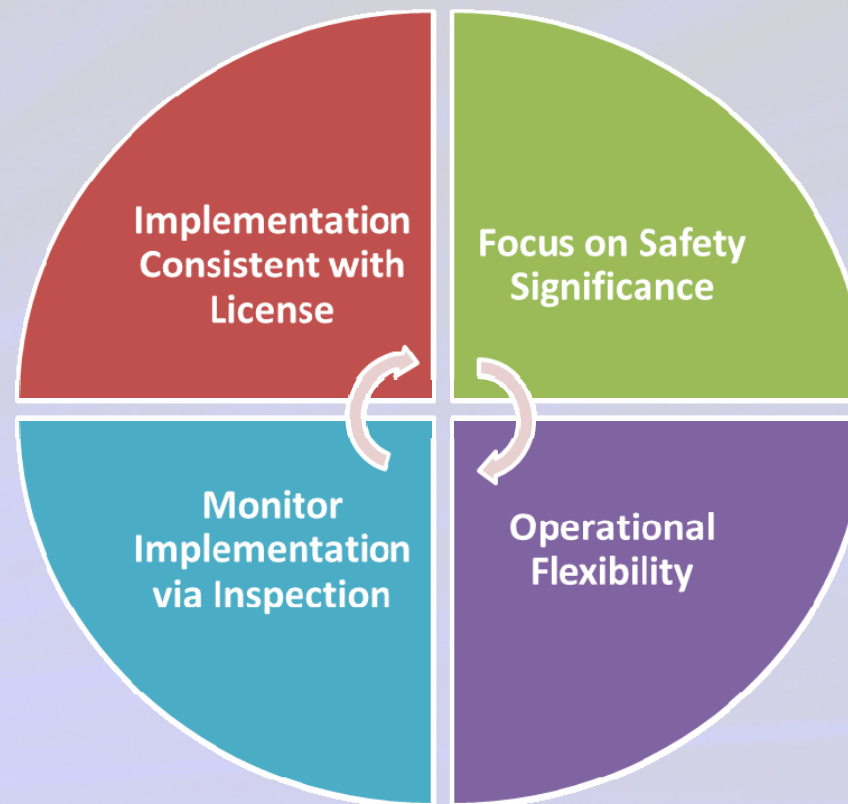 Implementation
Consistent with
License
Focus on Safety
Significance
Monitor
Implementation
via Inspection
Operational
Flexibility